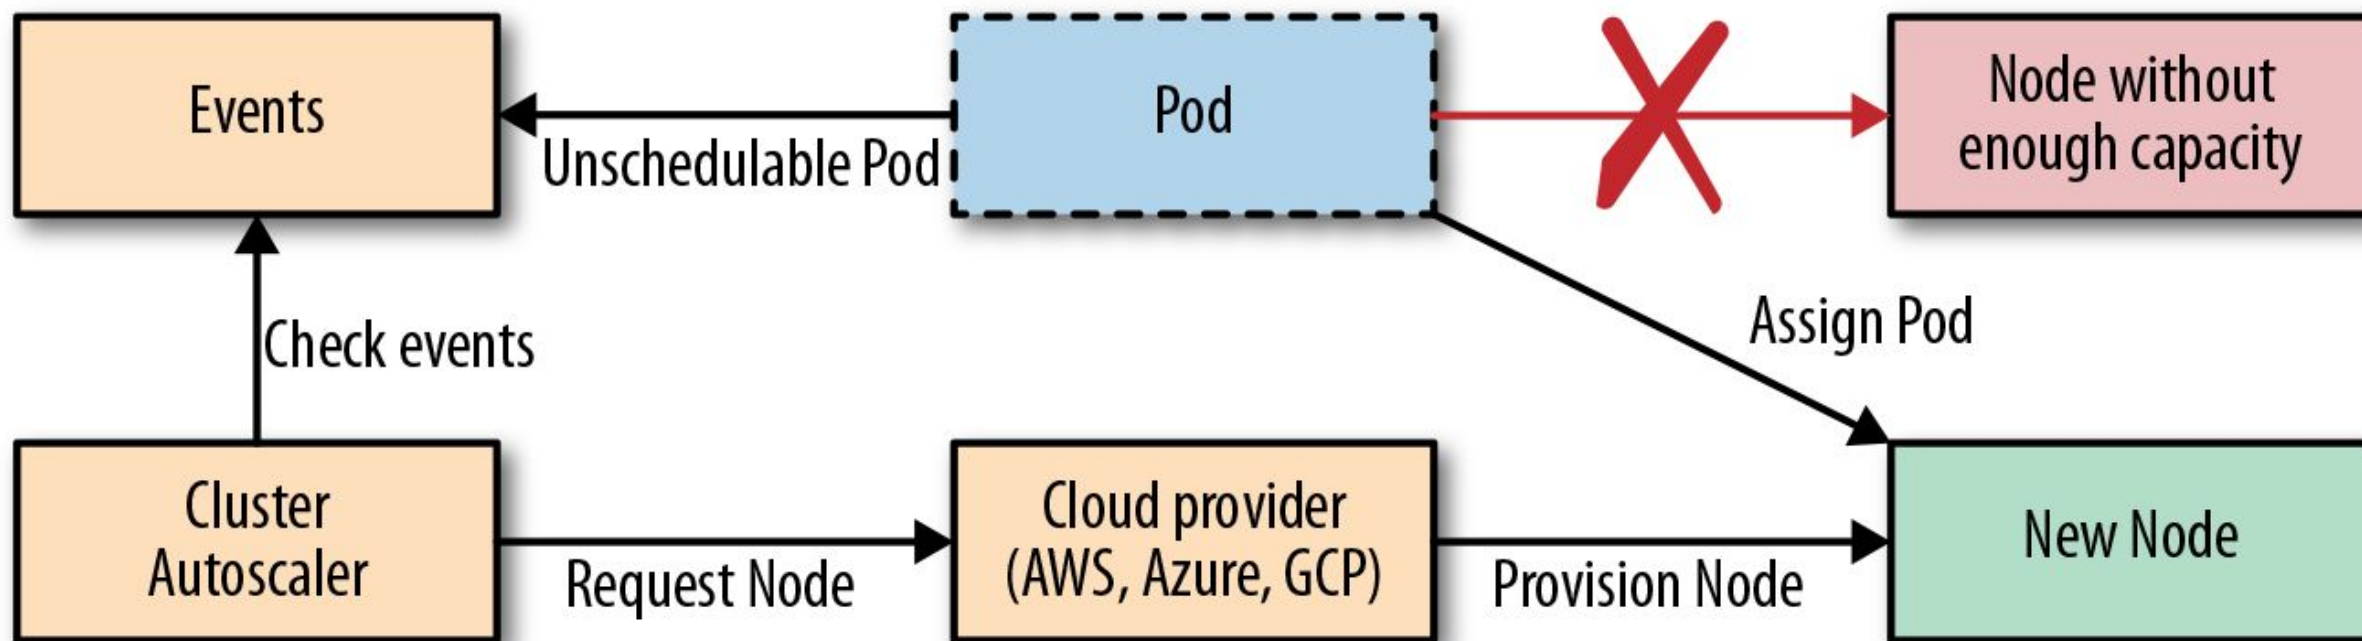 Events
Unschedulable Pod
Pod
Node without
enough capacity
Check events
Assign Pod
Cluster
Autoscaler
Request Node
Cloud provider
(AWS, Azure, GCP)
Provision Node
New Node